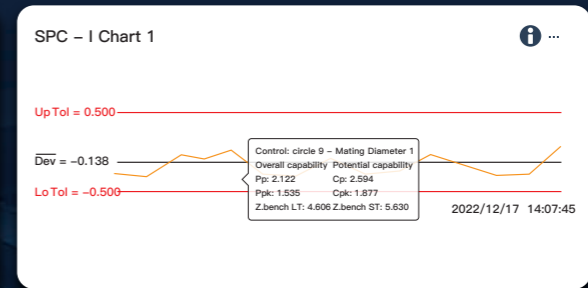 SPC – I Chart 1
...
Up Tol = 0.500
Dev = –0.138
Lo Tol = –0.500
Control: circle 9 – Mating Diameter 1
Overall capability Potential capability
Pp: 2.122 Cp: 2.594
Ppk: 1.535 Cpk: 1.877
Z.bench LT: 4.606 Z.bench ST: 5.630
2022/12/17 14:07:45